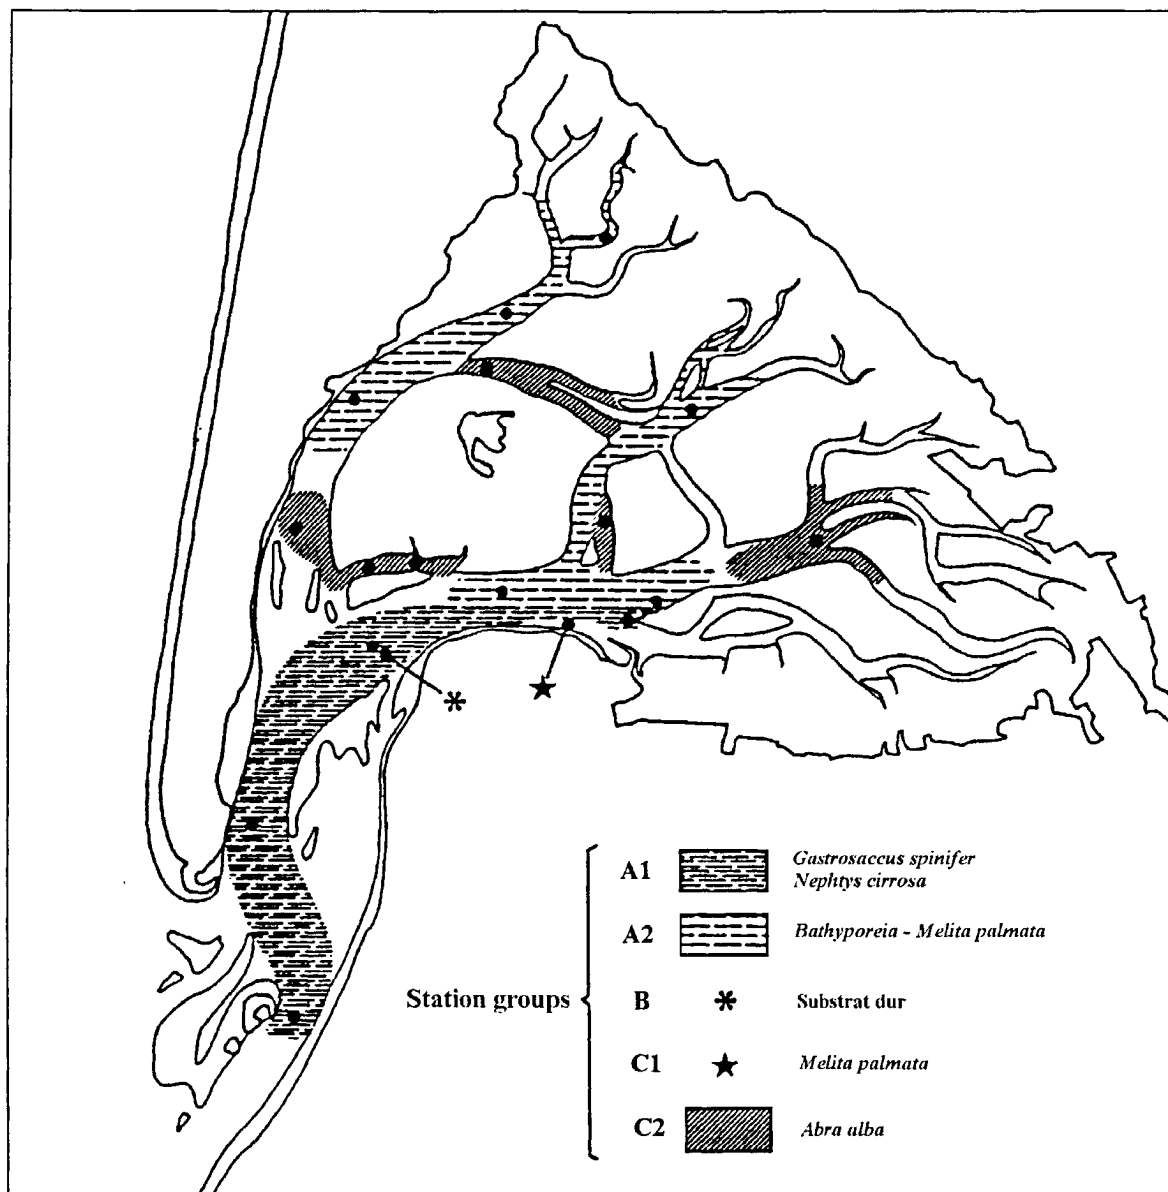 A1 Gastrosaccus spinifer
Nephtys cirrosa
A2 Bathyporeia - Melita palmata
Station groups
B Substrat dur
C1 Melita palmata
C2 Abra alba